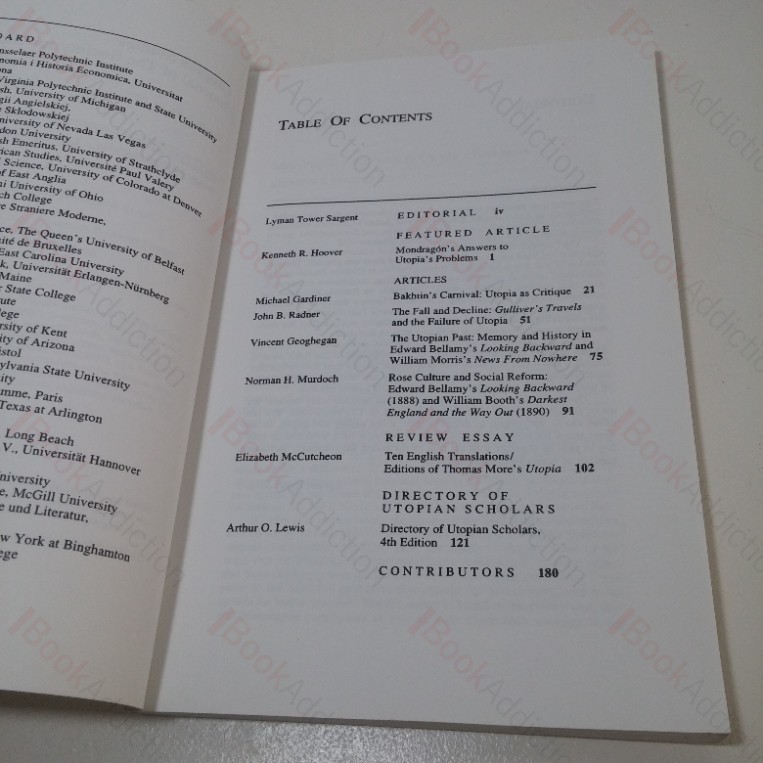 OARD
nsselaer Polytechnic Institute
nomia i Historia Economica, Universitat
ona
Virginia Polytechnic Institute and State University
sh, University of Michigan
gii Angielskiej,
e Sklodowskiej
niversity of Nevada Las Vegas
ndon University
sh Emeritus, University of Strathclyde
rican Studies, Université Paul Valery
l Science, University of Colorado at Denver
of East Anglia
ni University of Ohio
ch College
e Straniere Moderne,
ce, The Queen's University of Belfast
ité de Bruxelles
East Carolina University
k, Universität Erlangen-Nürnberg
Maine
r State College
tute
lege
rsity of Kent
ity of Arizona
istol
sylvania State University
ity
mme, Paris
Texas at Arlington
Long Beach
V., Universität Hannover
niversity
e, McGill University
e und Literatur,
w York at Binghamton
ege
TABLE OF CONTENTS
Lyman Tower Sargent EDITORIAL iv
FEATURED ARTICLE
Kenneth R. Hoover Mondragón's Answers to
Utopia's Problems 1
ARTICLES
Michael Gardiner Bakhtin's Carnival: Utopia as Critique 21
John B. Radner The Fall and Decline: Gulliver's Travels
and the Failure of Utopia 51
Vincent Geoghegan The Utopian Past: Memory and History in
Edward Bellamy's Looking Backward and
William Morris's News From Nowhere 75
Norman H. Murdoch Rose Culture and Social Reform:
Edward Bellamy's Looking Backward
(1888) and William Booth's Darkest
England and the Way Out (1890) 91
REVIEW ESSAY
Elizabeth McCutcheon Ten English Translations/
Editions of Thomas More's Utopia 102
DIRECTORY OF
UTOPIAN SCHOLARS
Arthur O. Lewis Directory of Utopian Scholars,
4th Edition 121
CONTRIBUTORS 180
BookAddiction